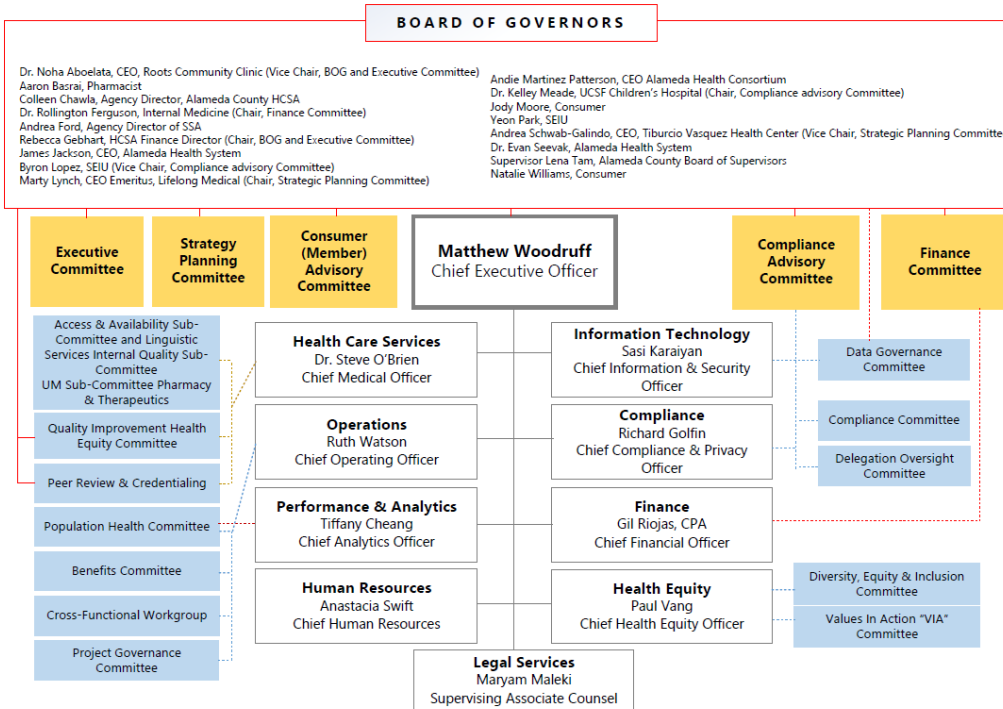 BOARD OF GOVERNORS
Dr. Noha Aboelata, CEO, Roots Community Clinic (Vice Chair, BOG and Executive Committee)
Aaron Basrai, Pharmacist
Colleen Chawla, Agency Director, Alameda County HCSA
Dr. Rollington Ferguson, Internal Medicine (Chair, Finance Committee)
Andrea Ford, Agency Director of SSA
Rebecca Gebhart, HCSA Finance Director (Chair, BOG and Executive Committee)
James Jackson, CEO, Alameda Health System
Byron Lopez, SEIU (Vice Chair, Compliance advisory Committee)
Marty Lynch, CEO Emeritus, Lifelong Medical (Chair, Strategic Planning Committee)
Andie Martinez Patterson, CEO Alameda Health Consortium
Dr. Kelley Meade, UCSF Children's Hospital (Chair, Compliance advisory Committee)
Jody Moore, Consumer
Yeon Park, SEIU
Andrea Schwab-Galindo, CEO, Tiburcio Vasquez Health Center (Vice Chair, Strategic Planning Committe
Dr. Evan Seevak, Alameda Health System
Supervisor Lena Tam, Alameda County Board of Supervisors
Natalie Williams, Consumer
Executive
Committee
Strategy
Planning
Committee
Consumer
(Member)
Advisory
Committee
Matthew Woodruff
Chief Executive Officer
Compliance
Advisory
Committee
Finance
Committee
Access & Availability Sub-
Committee and Linguistic
Services Internal Quality Sub-
Committee
UM Sub-Committee Pharmacy
& Therapeutics
Quality Improvement Health
Equity Committee
Peer Review & Credentialing
Population Health Committee
Benefits Committee
Cross-Functional Workgroup
Project Governance
Committee
Health Care Services
Dr. Steve O'Brien
Chief Medical Officer
Operations
Ruth Watson
Chief Operating Officer
Performance & Analytics
Tiffany Cheang
Chief Analytics Officer
Human Resources
Anastacia Swift
Chief Human Resources
Information Technology
Sasi Karaiyan
Chief Information & Security
Officer
Compliance
Richard Golfin
Chief Compliance & Privacy
Officer
Finance
Gil Riojas, CPA
Chief Financial Officer
Health Equity
Paul Vang
Chief Health Equity Officer
Legal Services
Maryam Maleki
Supervising Associate Counsel
Data Governance
Committee
Compliance Committee
Delegation Oversight
Committee
Diversity, Equity & Inclusion
Committee
Values In Action "VIA"
Committee